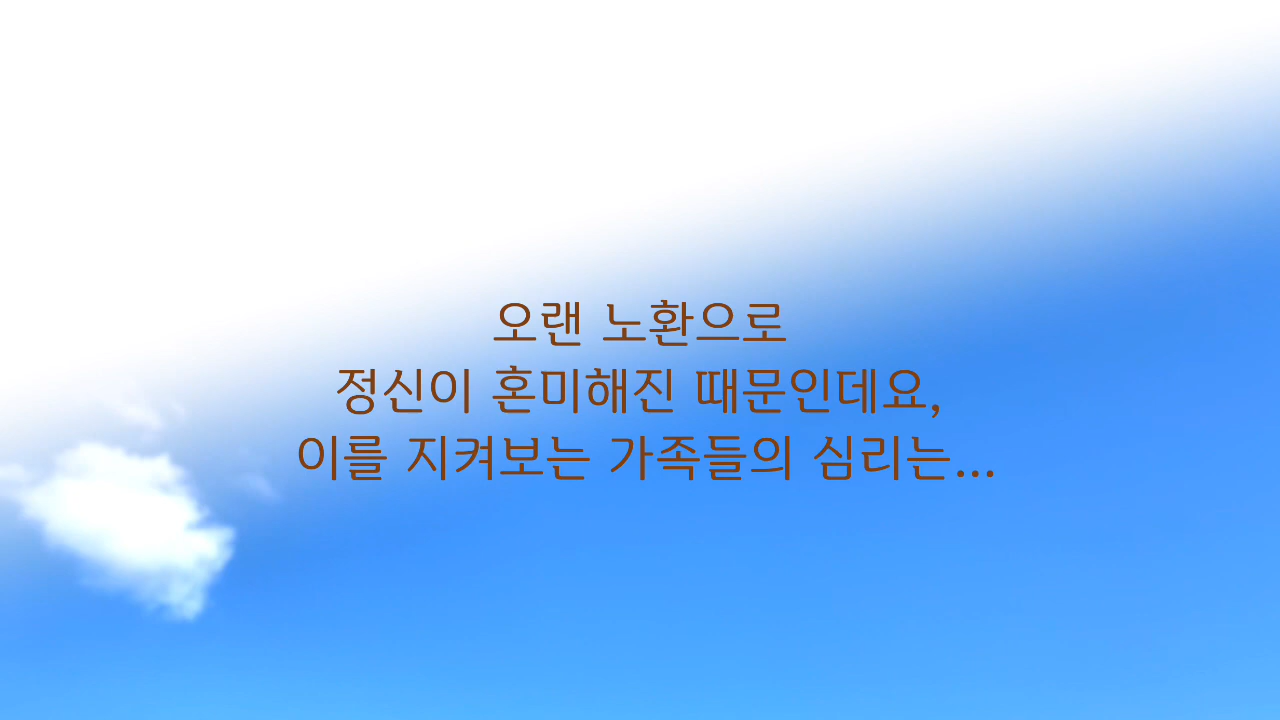 오랜 노환으로
정신이 혼미해진 때문인데요,
이를 지켜보는 가족들의 심리는...